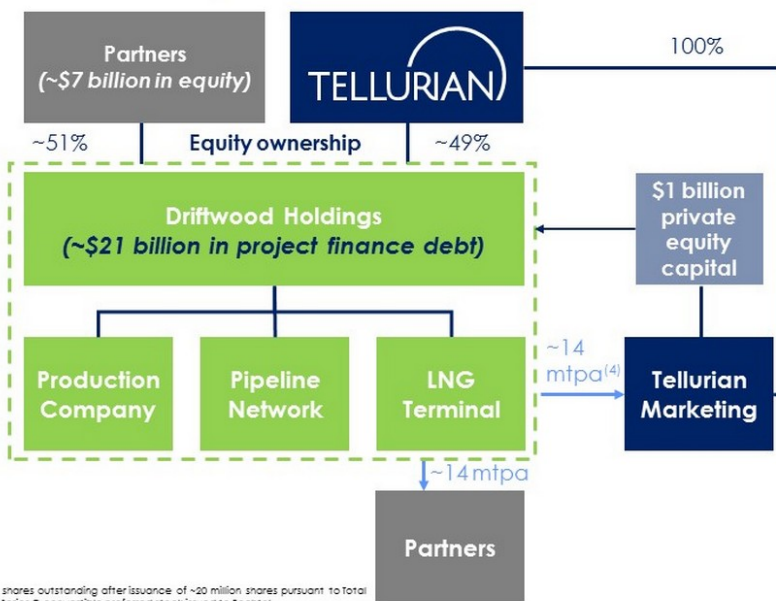 Partners
(~$7 billion in equity)
TELLURIAN
100%
~51%
Equity ownership
~49%
Driftwood Holdings
(~$21 billion in project finance debt)
$1 billion
private
equity
capital
Production
Company
Pipeline
Network
LNG
Terminal
~14
mtpa(4)
Tellurian
Marketing
~14 mtpa
Partners
shares outstanding after issuance of ~20 million shares pursuant to Total